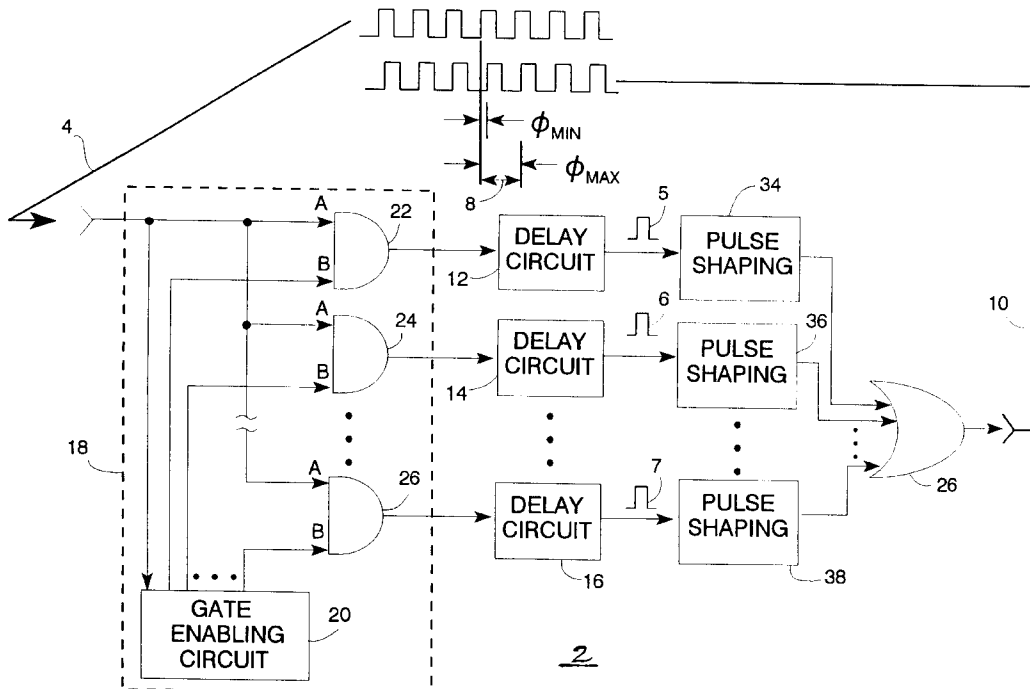 4
ϕMIN
ϕMAX
8
A
B
22
DELAY
CIRCUIT
12
5
34
PULSE
SHAPING
10
A
B
24
DELAY
CIRCUIT
14
6
36
PULSE
SHAPING
18
A
B
26
DELAY
CIRCUIT
16
7
PULSE
SHAPING
38
26
GATE
ENABLING
CIRCUIT
20
2